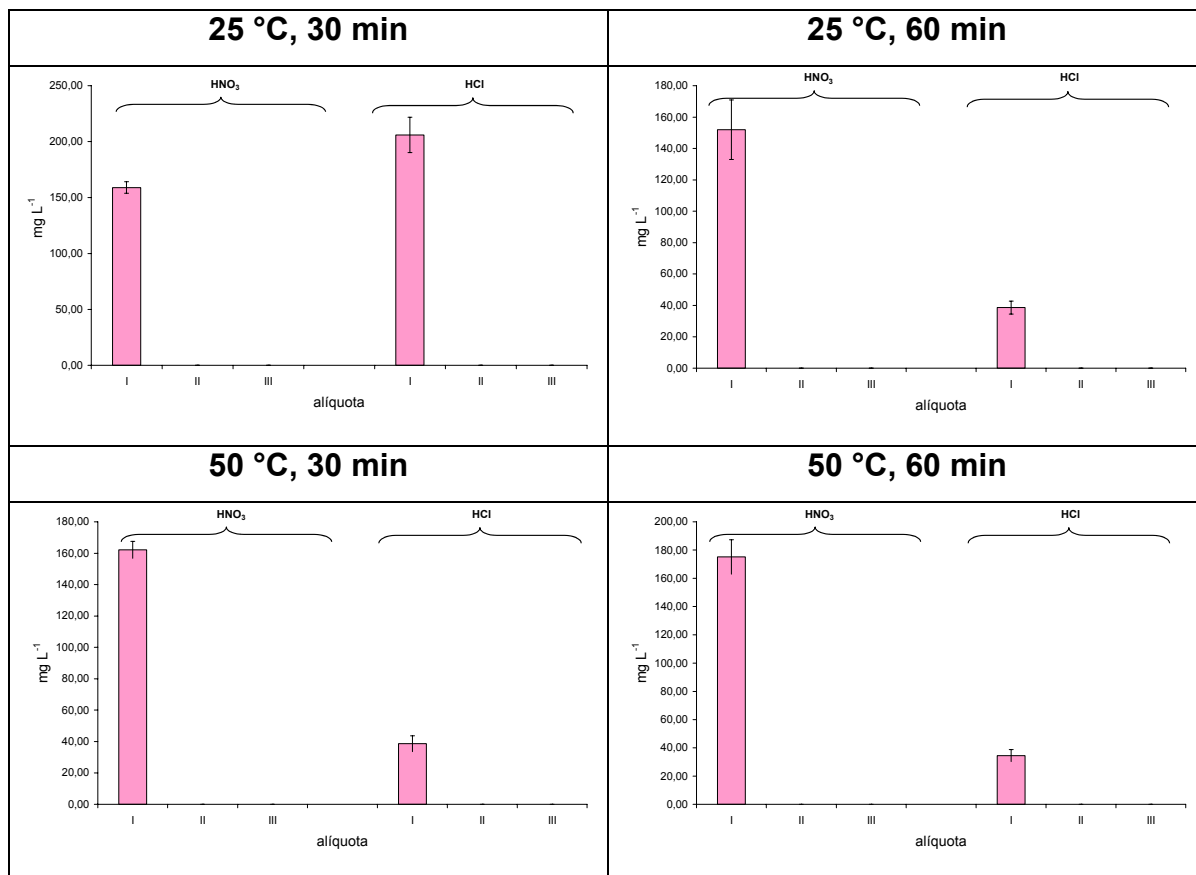 25 °C, 30 min
HNO₃ HCl
250,00
200,00
150,00
100,00
50,00
0,00
mg L⁻¹
I II III I II III
alíquota
25 °C, 60 min
HNO₃ HCl
180,00
160,00
140,00
120,00
100,00
80,00
60,00
40,00
20,00
0,00
mg L⁻¹
I II III I II III
alíquota
50 °C, 30 min
HNO₃ HCl
180,00
160,00
140,00
120,00
100,00
80,00
60,00
40,00
20,00
0,00
mg L⁻¹
I II III I II III
alíquota
50 °C, 60 min
HNO₃ HCl
200,00
180,00
160,00
140,00
120,00
100,00
80,00
60,00
40,00
20,00
0,00
mg L⁻¹
I II III I II III
alíquota